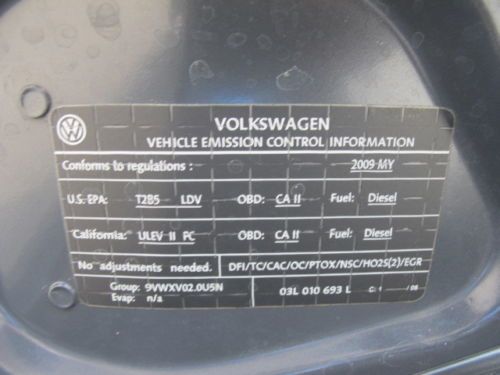 VOLKSWAGEN
VEHICLE EMISSION CONTROL INFORMATION
Conforms to regulations : 2009 MY
U.S. EPA: T2B5 LDV OBD: CA II Fuel: Diesel
California: ULEV II PC OBD: CA II Fuel: Diesel
No adjustments needed. DFI/TC/CAC/OC/PTOX/NSC/HO2S(2)/EGR
Group: 9VWXV02.0U5N
Evap: n/a
03L 010 693 L